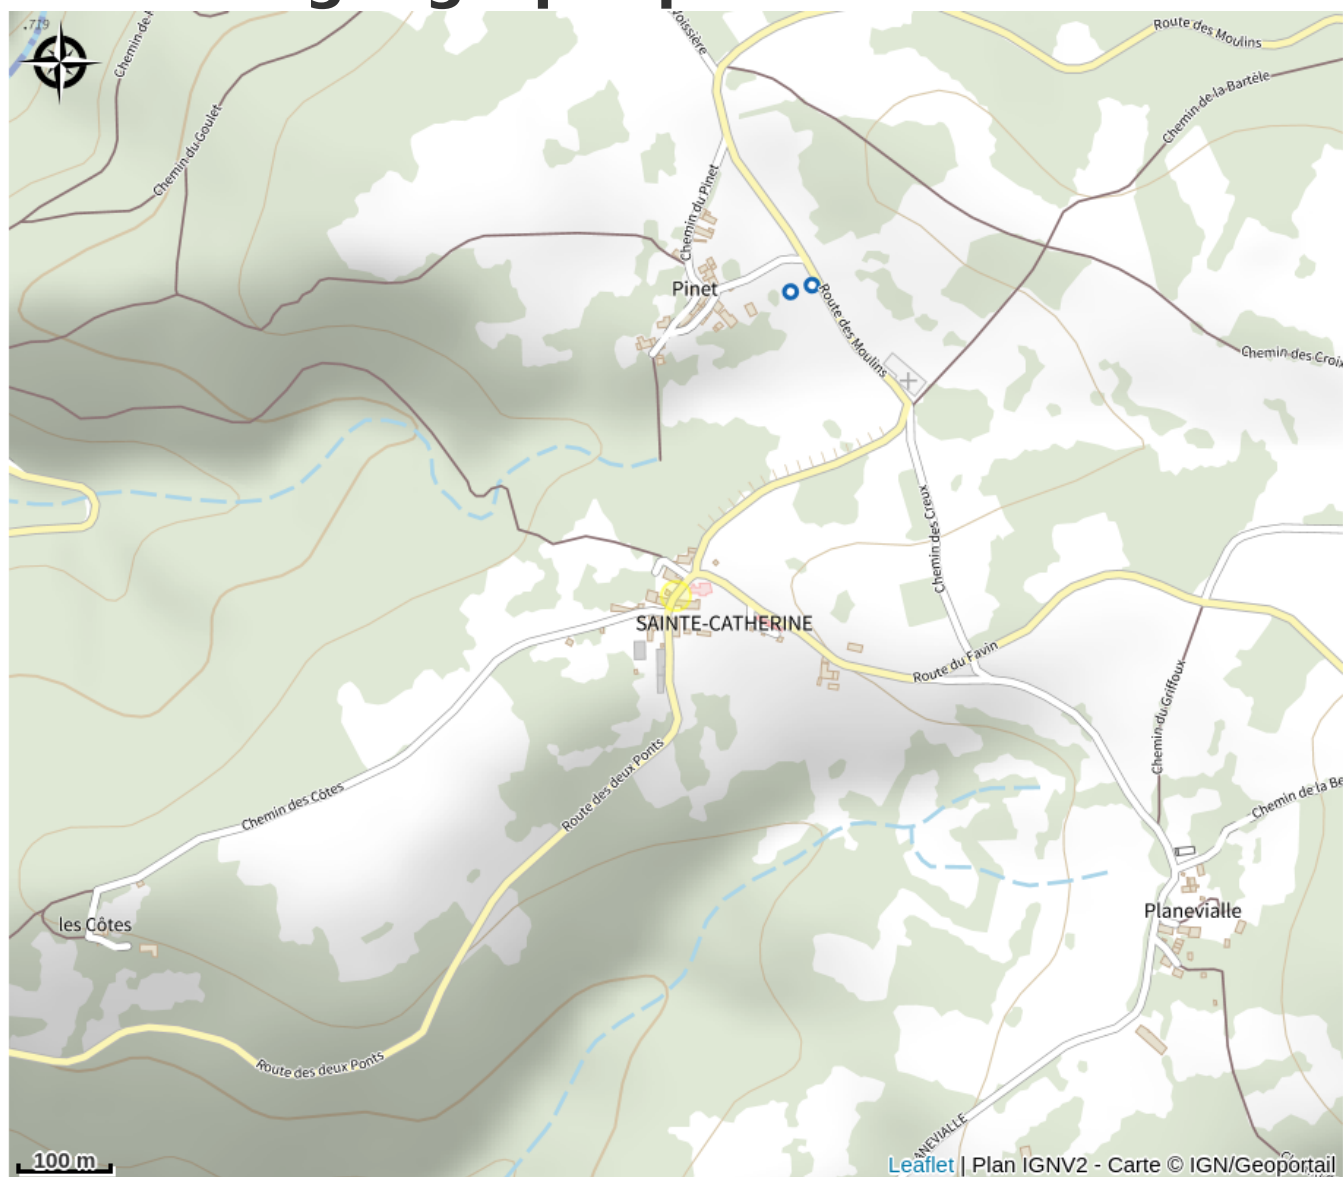 .719
Chemin du Goulet
Route des Moulins
Chemin de la Bartèle
Chemin du Pinet
Pinet
Route des Moulins
Chemin des Croix
Chemin des Creux
SAINTE-CATHERINE
Route du Favin
Chemin du Griffoux
Route des deux Ponts
Chemin des Côtes
Chemin de la
les Côtes
Planevialle
Route des deux Ponts
100 m
Leaflet | Plan IGNV2 - Carte © IGN/Geoportail